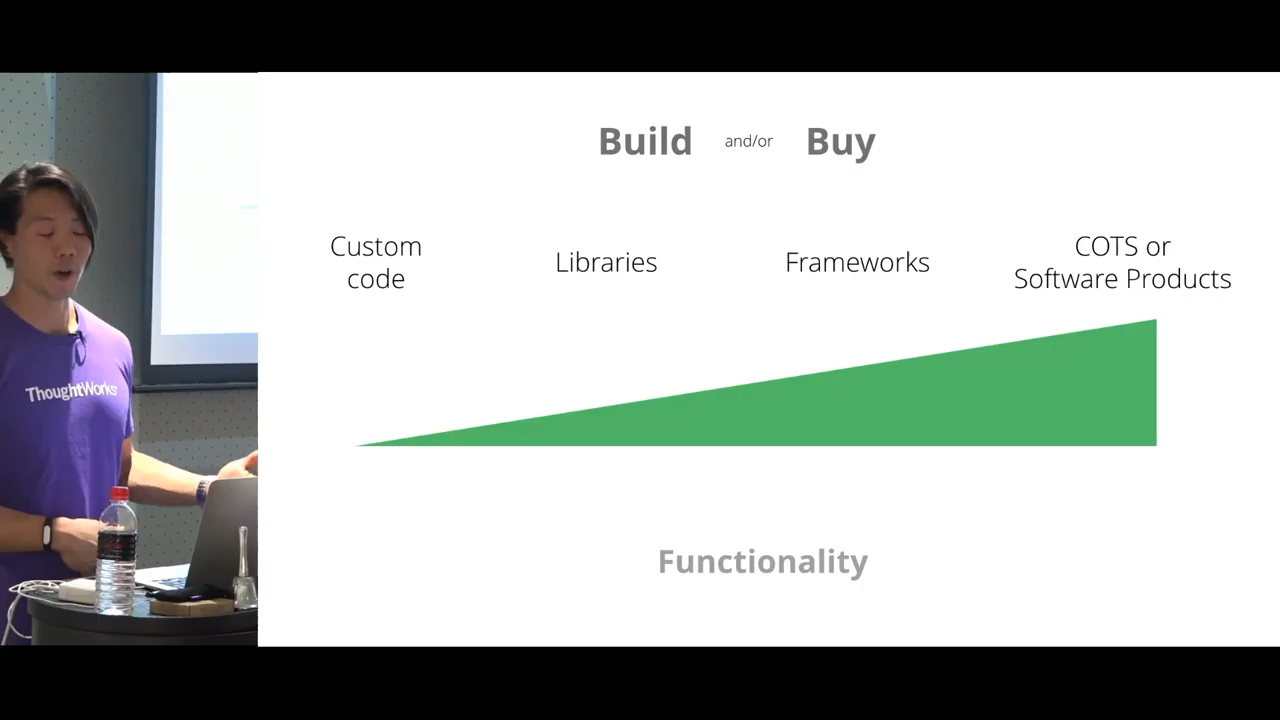 Build and/or Buy
Custom
code
Libraries
Frameworks
COTS or
Software Products
Functionality
ThoughtWorks